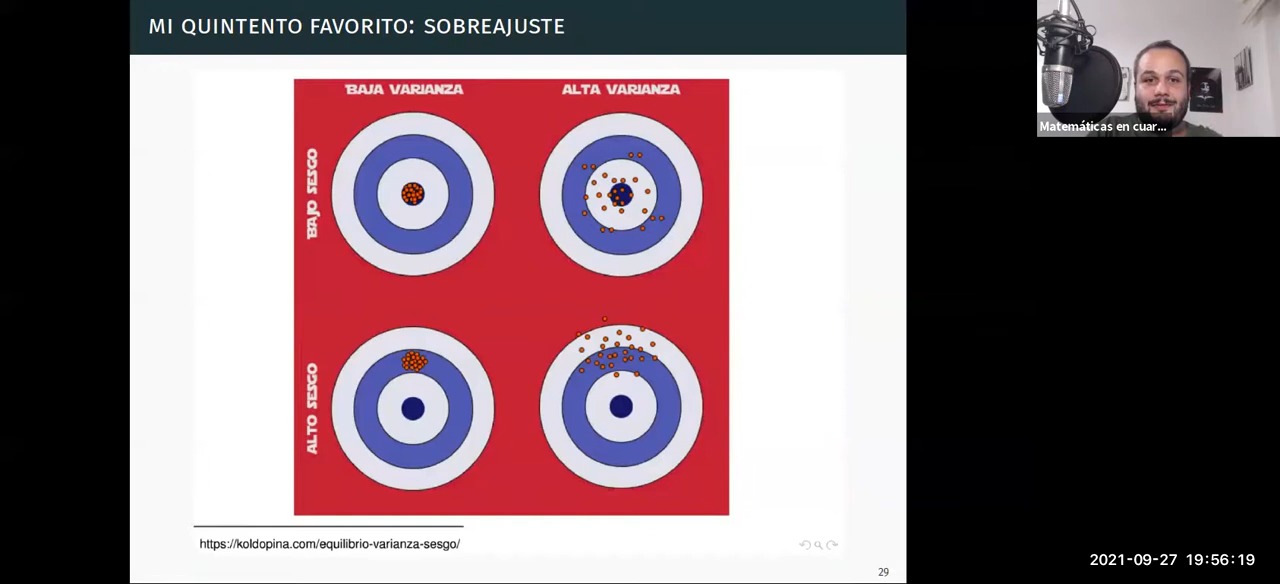 MI QUINTENTO FAVORITO: SOBREAJUSTE
BAJA VARIANZA
ALTA VARIANZA
BAJO SESGO
ALTO SESGO
https://koldopina.com/equilibrio-varianza-sesgo/
29
Matemáticas en cuar...
2021-09-27 19:56:19